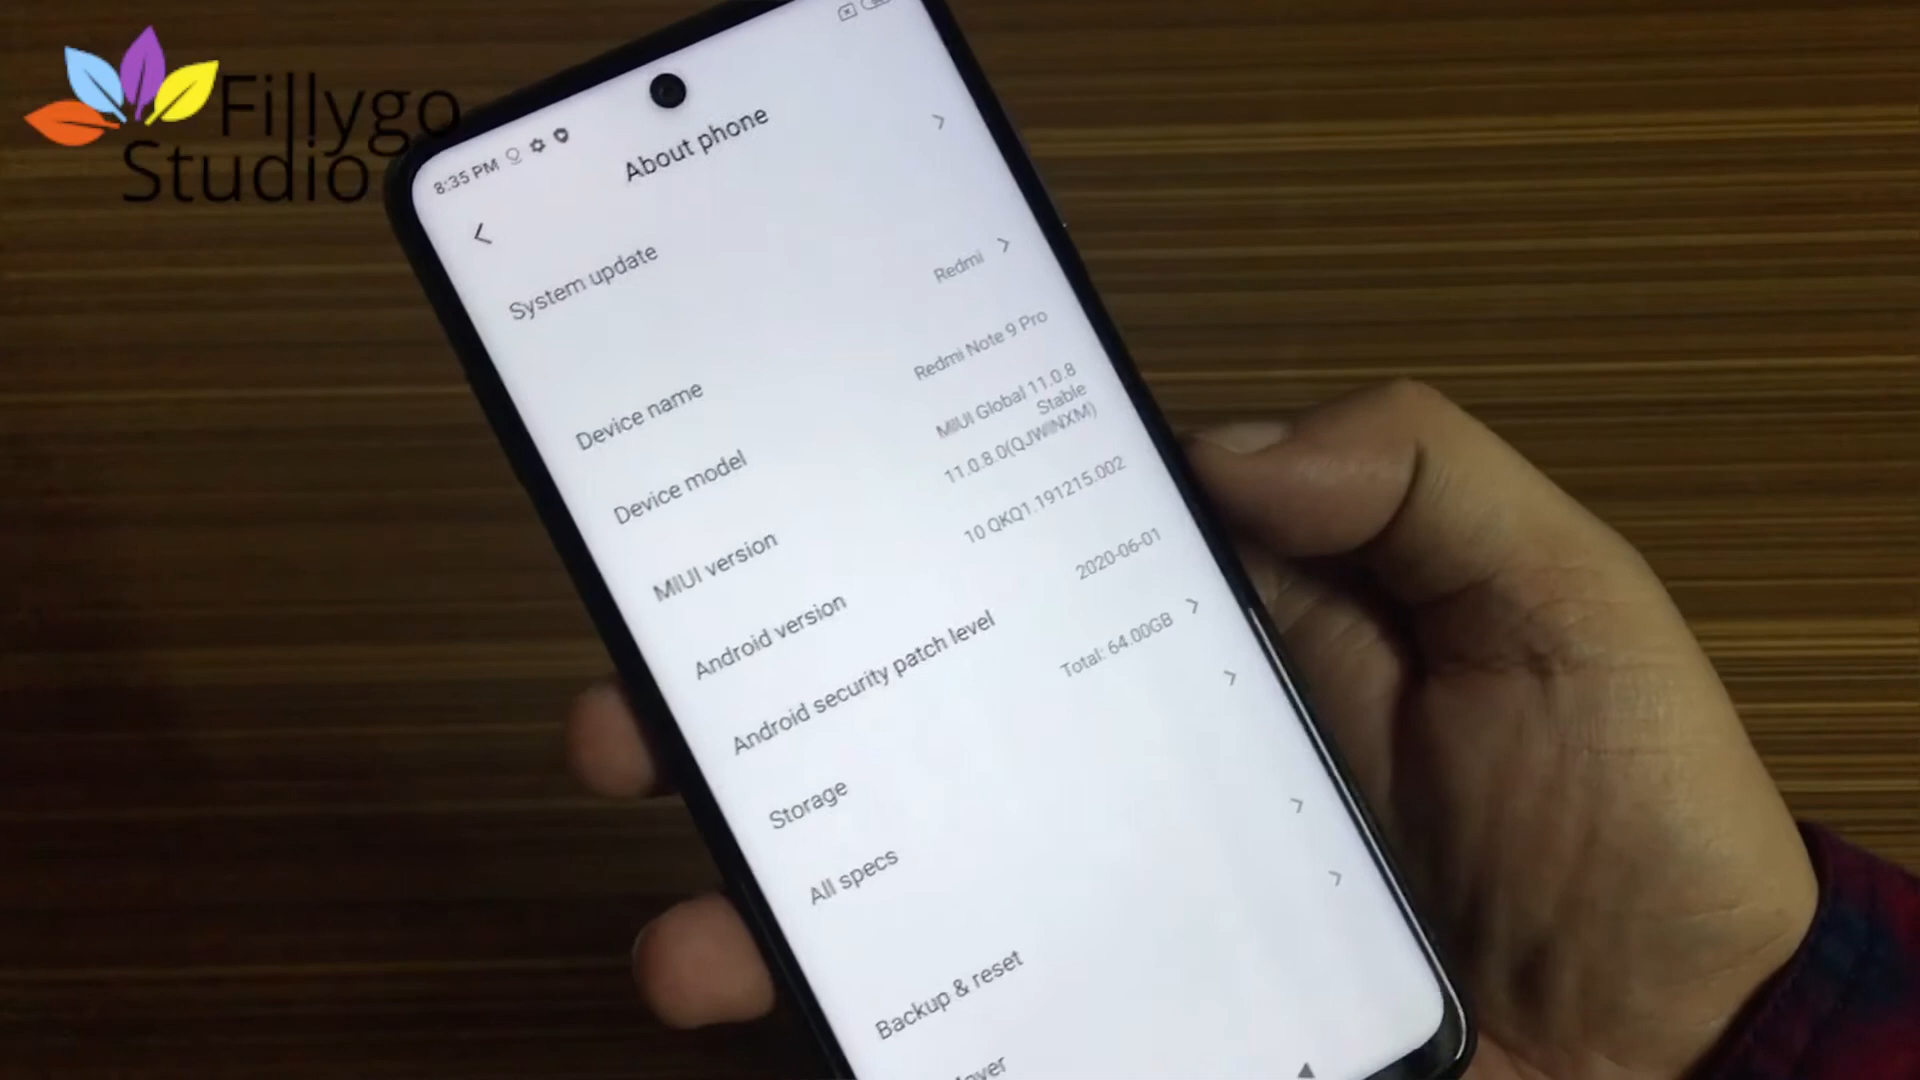 Fillygo
Studio
8:35 PM
About phone
System update
Device name
Redmi
Device model
Redmi Note 9 Pro
MIUI version
MIUI Global 11.0.8
Stable
11.0.8.0(QJWINXM)
Android version
10 QKQ1.191215.002
Android security patch level
2020-06-01
Storage
Total: 64.00GB
All specs
Backup & reset